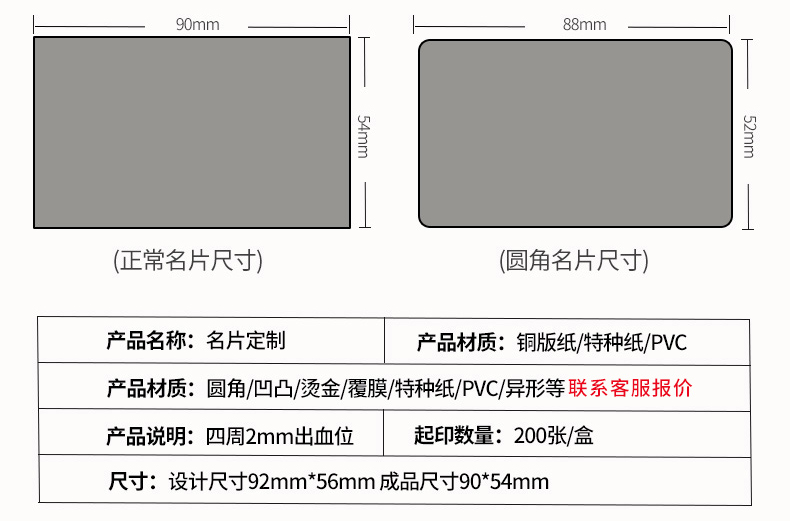 90mm
88mm
54mm
52mm
(正常名片尺寸)
(圆角名片尺寸)
产品名称：名片定制
产品材质：铜版纸/特种纸/PVC
产品材质：圆角/凹凸/烫金/覆膜/特种纸/PVC/异形等 联系客服报价
产品说明：四周2mm出血位
起印数量：200张/盒
尺寸：设计尺寸92mm*56mm 成品尺寸90*54mm